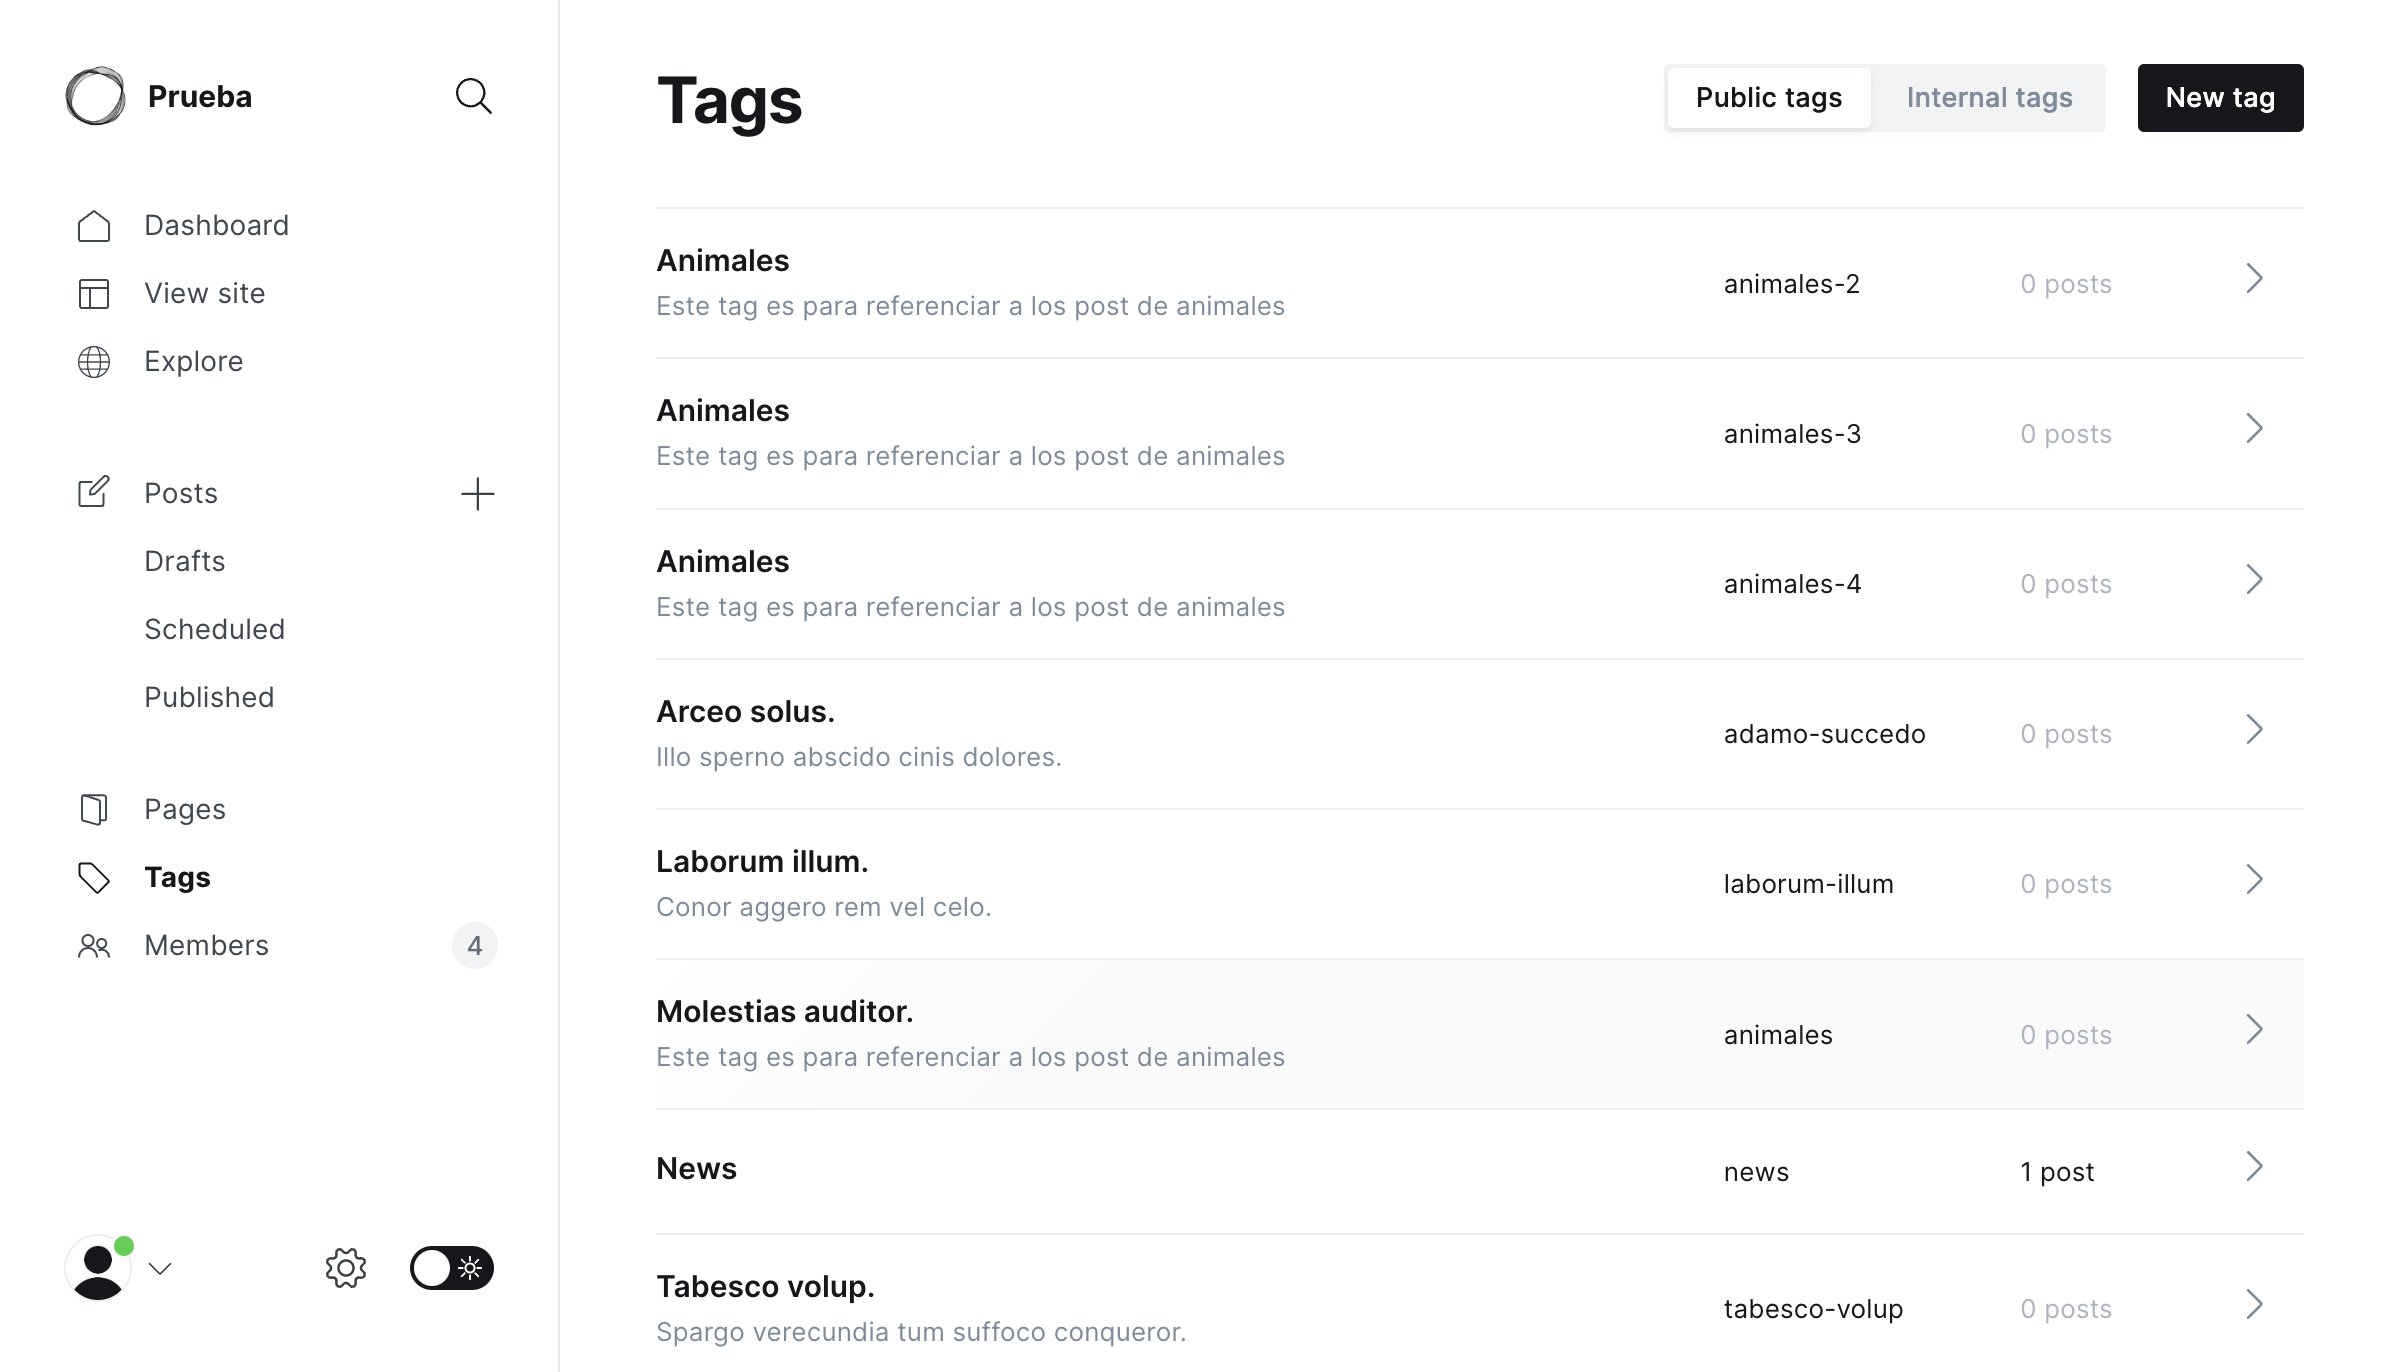 Prueba
Dashboard
View site
Explore
Posts
Drafts
Scheduled
Published
Pages
Tags
Members 4
Tags
Public tags Internal tags New tag
Animales
Este tag es para referenciar a los post de animales
animales-2 0 posts
Animales
Este tag es para referenciar a los post de animales
animales-3 0 posts
Animales
Este tag es para referenciar a los post de animales
animales-4 0 posts
Arceo solus.
Illo sperno abscido cinis dolores.
adamo-succedo 0 posts
Laborum illum.
Conor aggero rem vel celo.
laborum-illum 0 posts
Molestias auditor.
Este tag es para referenciar a los post de animales
animales 0 posts
News news 1 post
Tabesco volup.
Spargo verecundia tum suffoco conqueror.
tabesco-volup 0 posts